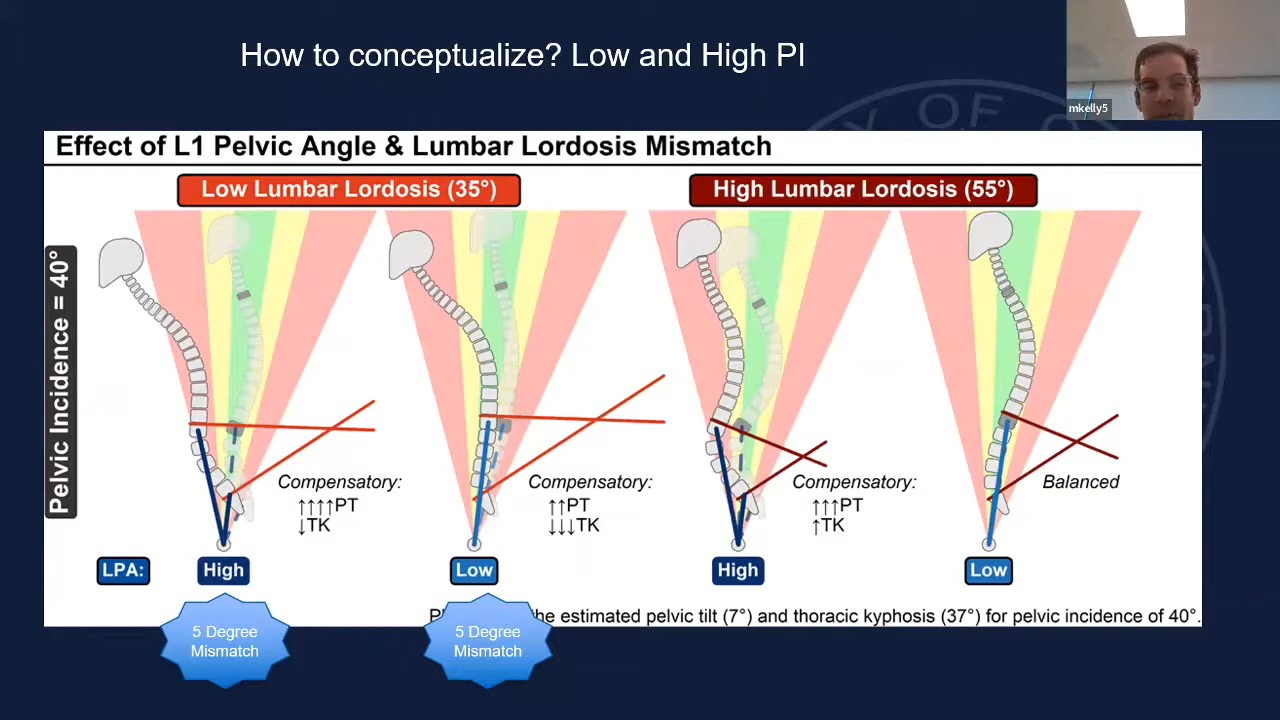 How to conceptualize? Low and High PI
mkelly5
Effect of L1 Pelvic Angle & Lumbar Lordosis Mismatch
Low Lumbar Lordosis (35°)
High Lumbar Lordosis (55°)
Pelvic Incidence = 40°
Compensatory:
↑↑↑↑PT
↓TK
Compensatory:
↑↑PT
↓↓↓TK
Compensatory:
↑↑↑PT
↑TK
Balanced
LPA:
High
Low
High
Low
the estimated pelvic tilt (7°) and thoracic kyphosis (37°) for pelvic incidence of 40°.
5 Degree
Mismatch
5 Degree
Mismatch